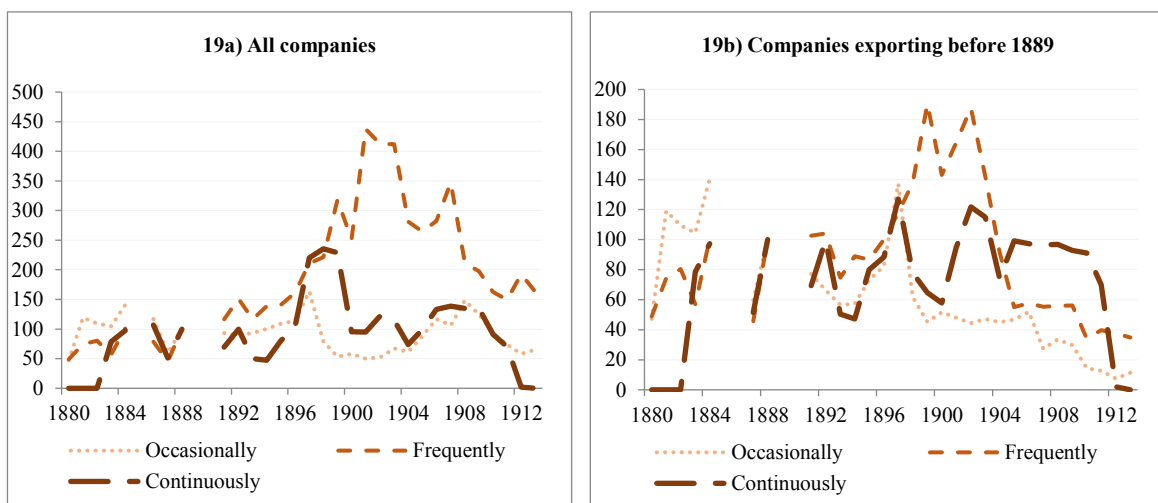 19a) All companies
500
450
400
350
300
250
200
150
100
50
0
1880 1884 1888 1892 1896 1900 1904 1908 1912
Occasionally Frequently
Continuously
19b) Companies exporting before 1889
200
180
160
140
120
100
80
60
40
20
0
1880 1884 1888 1892 1896 1900 1904 1908 1912
Occasionally Frequently
Continuously